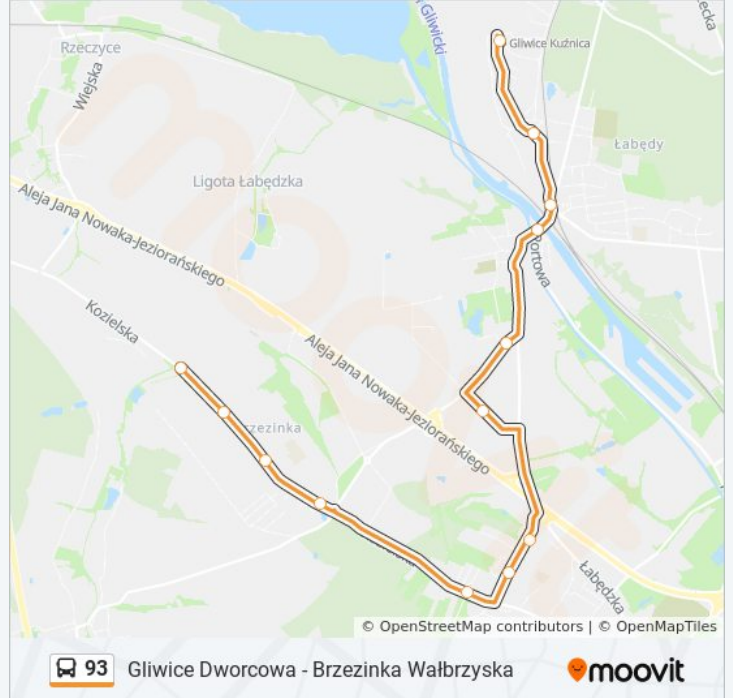 Gliwicki
ecka
Gliwice Kuźnica
Rzeczyce
Wiejska
Łabędy
Ligota Łabędzka
Aleja Jana Nowaka-Jeziorańskiego
Portowa
Kozielska
Aleja Jana Nowaka-Jeziorańskiego
rzezinka
Łabędzka
© OpenStreetMap contributors | © OpenMapTiles
93 Gliwice Dworcowa - Brzezinka Wałbrzyska
moovit